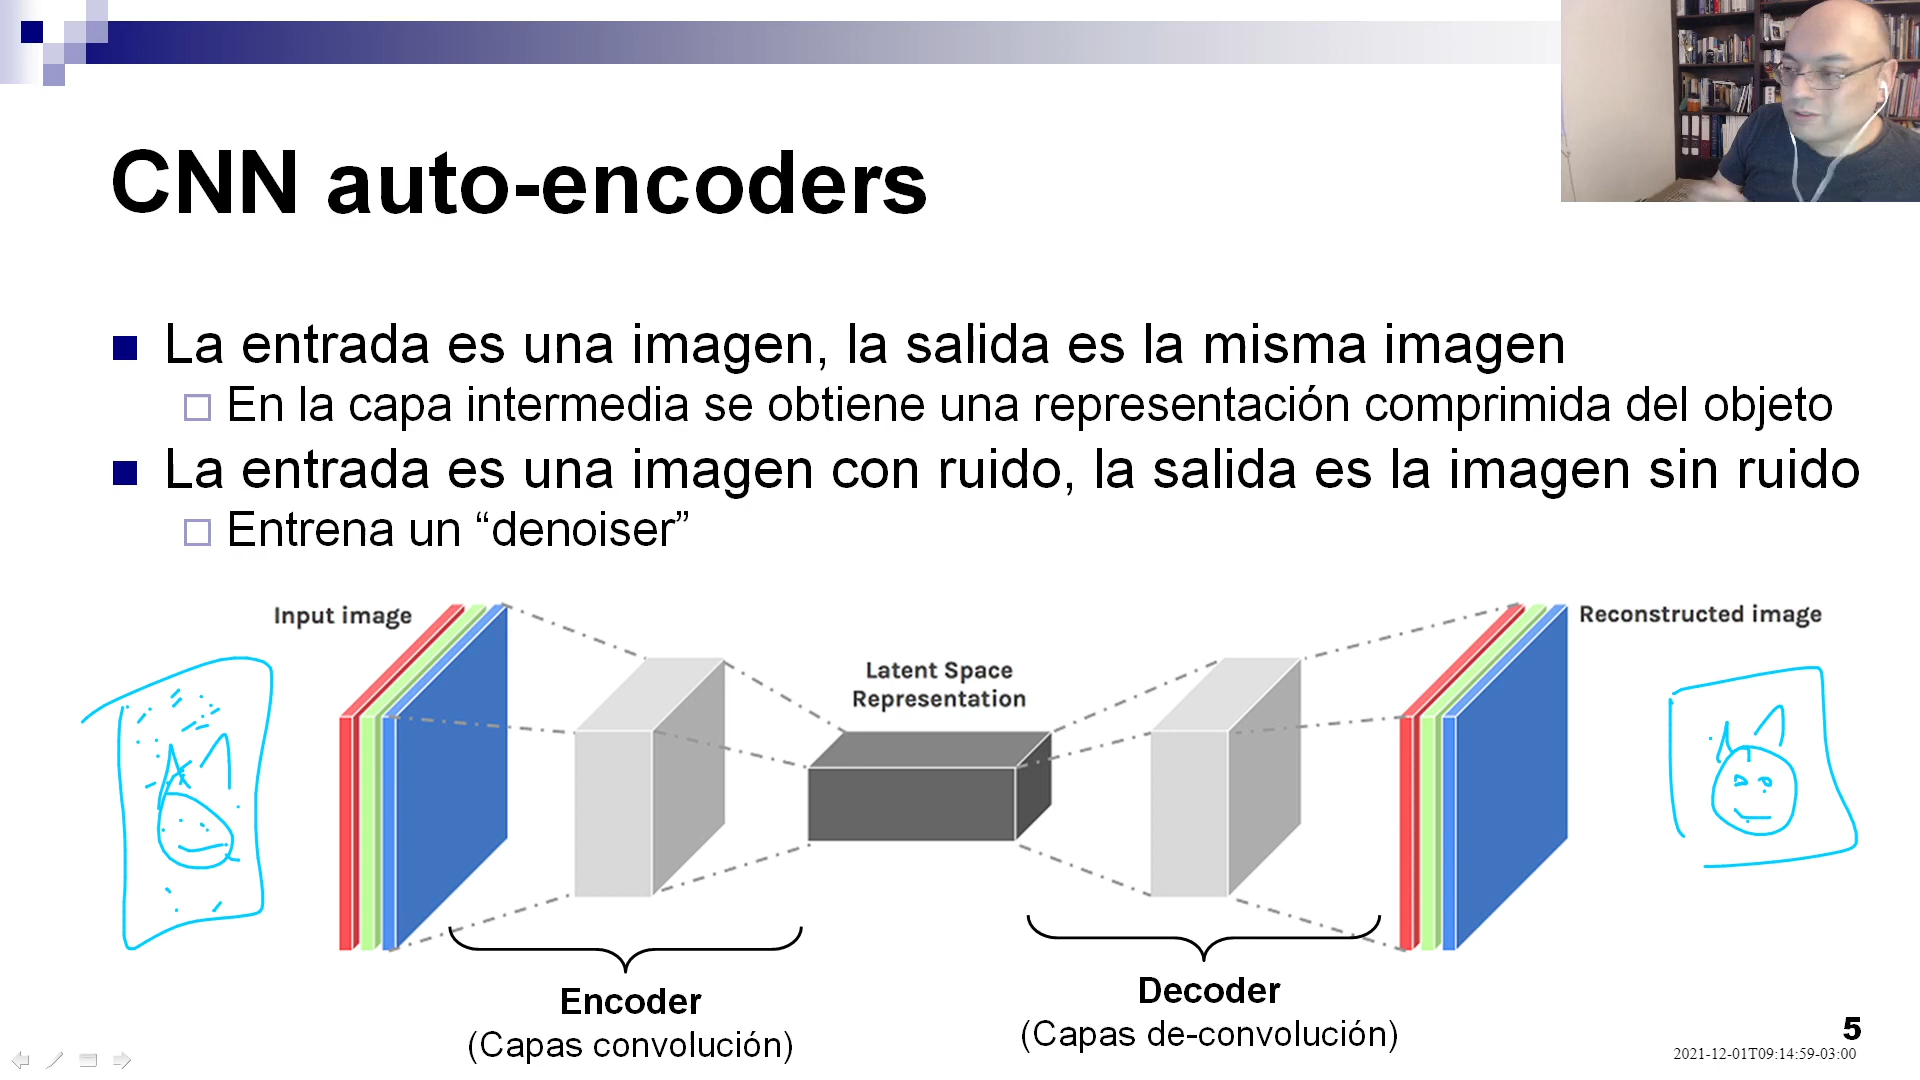 CNN auto-encoders
La entrada es una imagen, la salida es la misma imagen
En la capa intermedia se obtiene una representación comprimida del objeto
La entrada es una imagen con ruido, la salida es la imagen sin ruido
Entrena un “denoiser”
Input image
Latent Space
Representation
Reconstructed image
Encoder
(Capas convolución)
Decoder
(Capas de-convolución)
5
2021-12-01T09:14:59-03:00